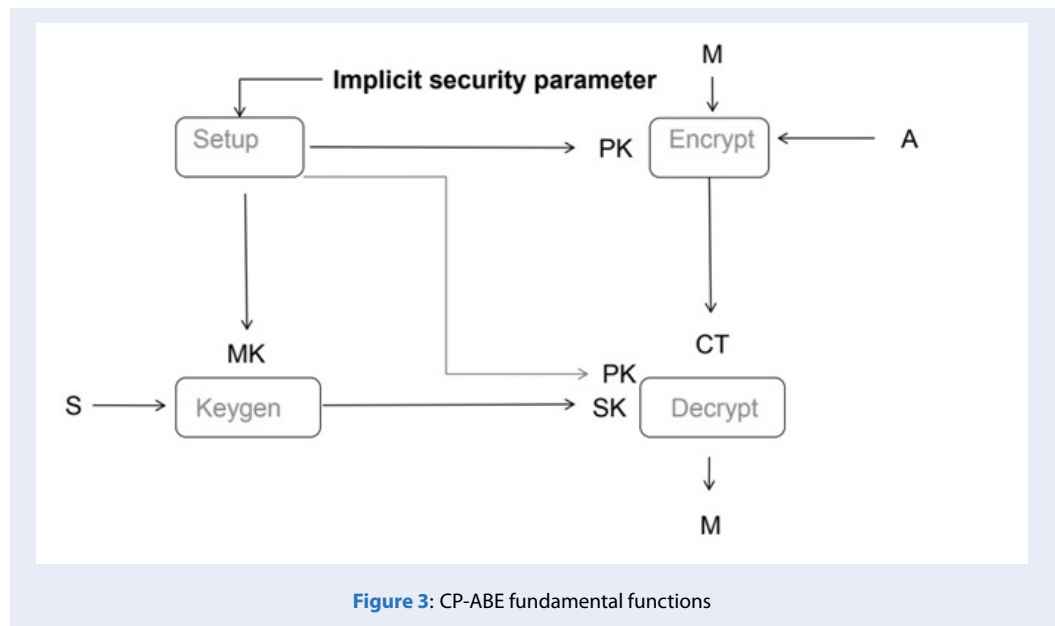 M
Implicit security parameter
Setup
PK
Encrypt
A
MK
CT
PK
S
Keygen
SK
Decrypt
M
Figure 3: CP-ABE fundamental functions